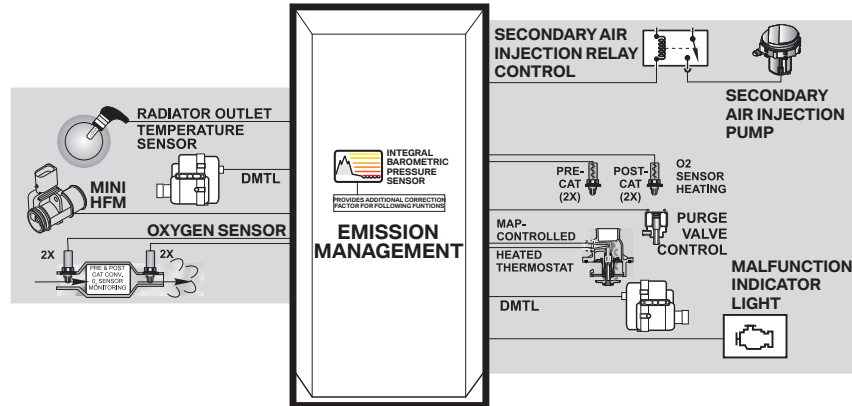 RADIATOR OUTLET
TEMPERATURE
SENSOR
DMTL
MINI
HFM
OXYGEN SENSOR
2X
2X
PRE & POST
CAT CONV.
0 SENSOR
MONITORING
INTEGRAL
BAROMETRIC
PRESSURE
SENSOR
PROVIDES ADDITIONAL CORRECTION
FACTOR FOR FOLLOWING FUNTIONS
EMISSION
MANAGEMENT
SECONDARY AIR
INJECTION RELAY
CONTROL
SECONDARY
AIR INJECTION
PUMP
PRE-
CAT
(2X)
POST-
CAT
(2X)
O2
SENSOR
HEATING
PURGE
VALVE
CONTROL
MAP-
CONTROLLED
HEATED
THERMOSTAT
DMTL
MALFUNCTION
INDICATOR
LIGHT